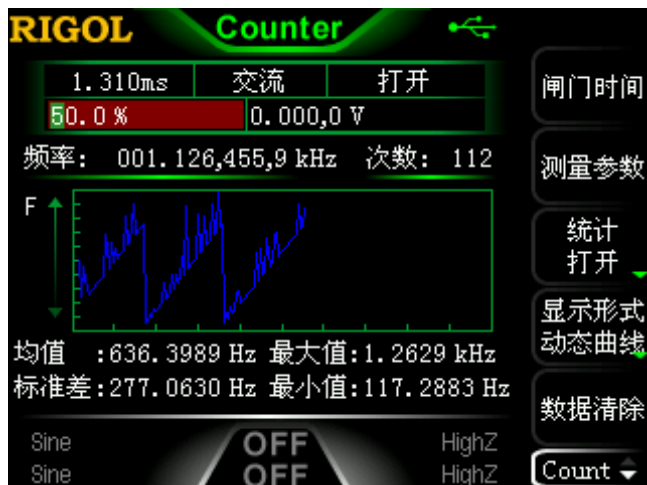 RIGOL Counter
1.310ms 交流 打开
50.0% 0.000,0 V
频率: 001.126,455,9 kHz 次数: 112
F
均值 :636.3989 Hz 最大值:1.2629 kHz
标准差:277.0630 Hz 最小值:117.2883 Hz
Sine OFF HighZ
Sine OFF HighZ
闸门时间
测量参数
统计
打开
显示形式
动态曲线
数据清除
Count